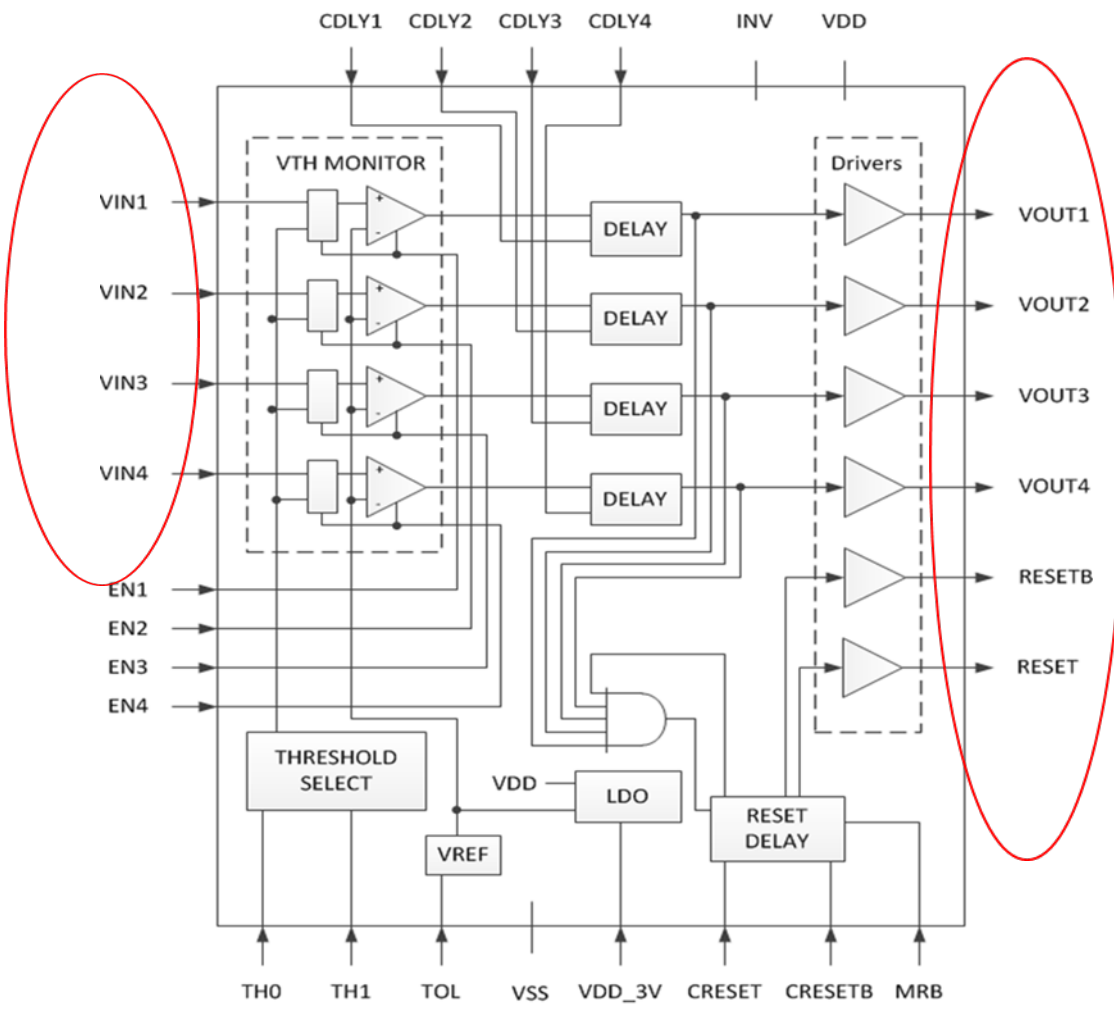 CDLY1 CDLY2 CDLY3 CDLY4 INV VDD
VTH MONITOR
Drivers
VIN1
DELAY
VOUT1
VIN2
DELAY
VOUT2
VIN3
DELAY
VOUT3
VIN4
DELAY
VOUT4
EN1
RESETB
EN2
EN3
RESET
EN4
THRESHOLD
SELECT
VDD
LDO
VREF
RESET
DELAY
TH0 TH1 TOL VSS VDD_3V CRESET CRESETB MRB
+
-
+
-
+
-
+
-